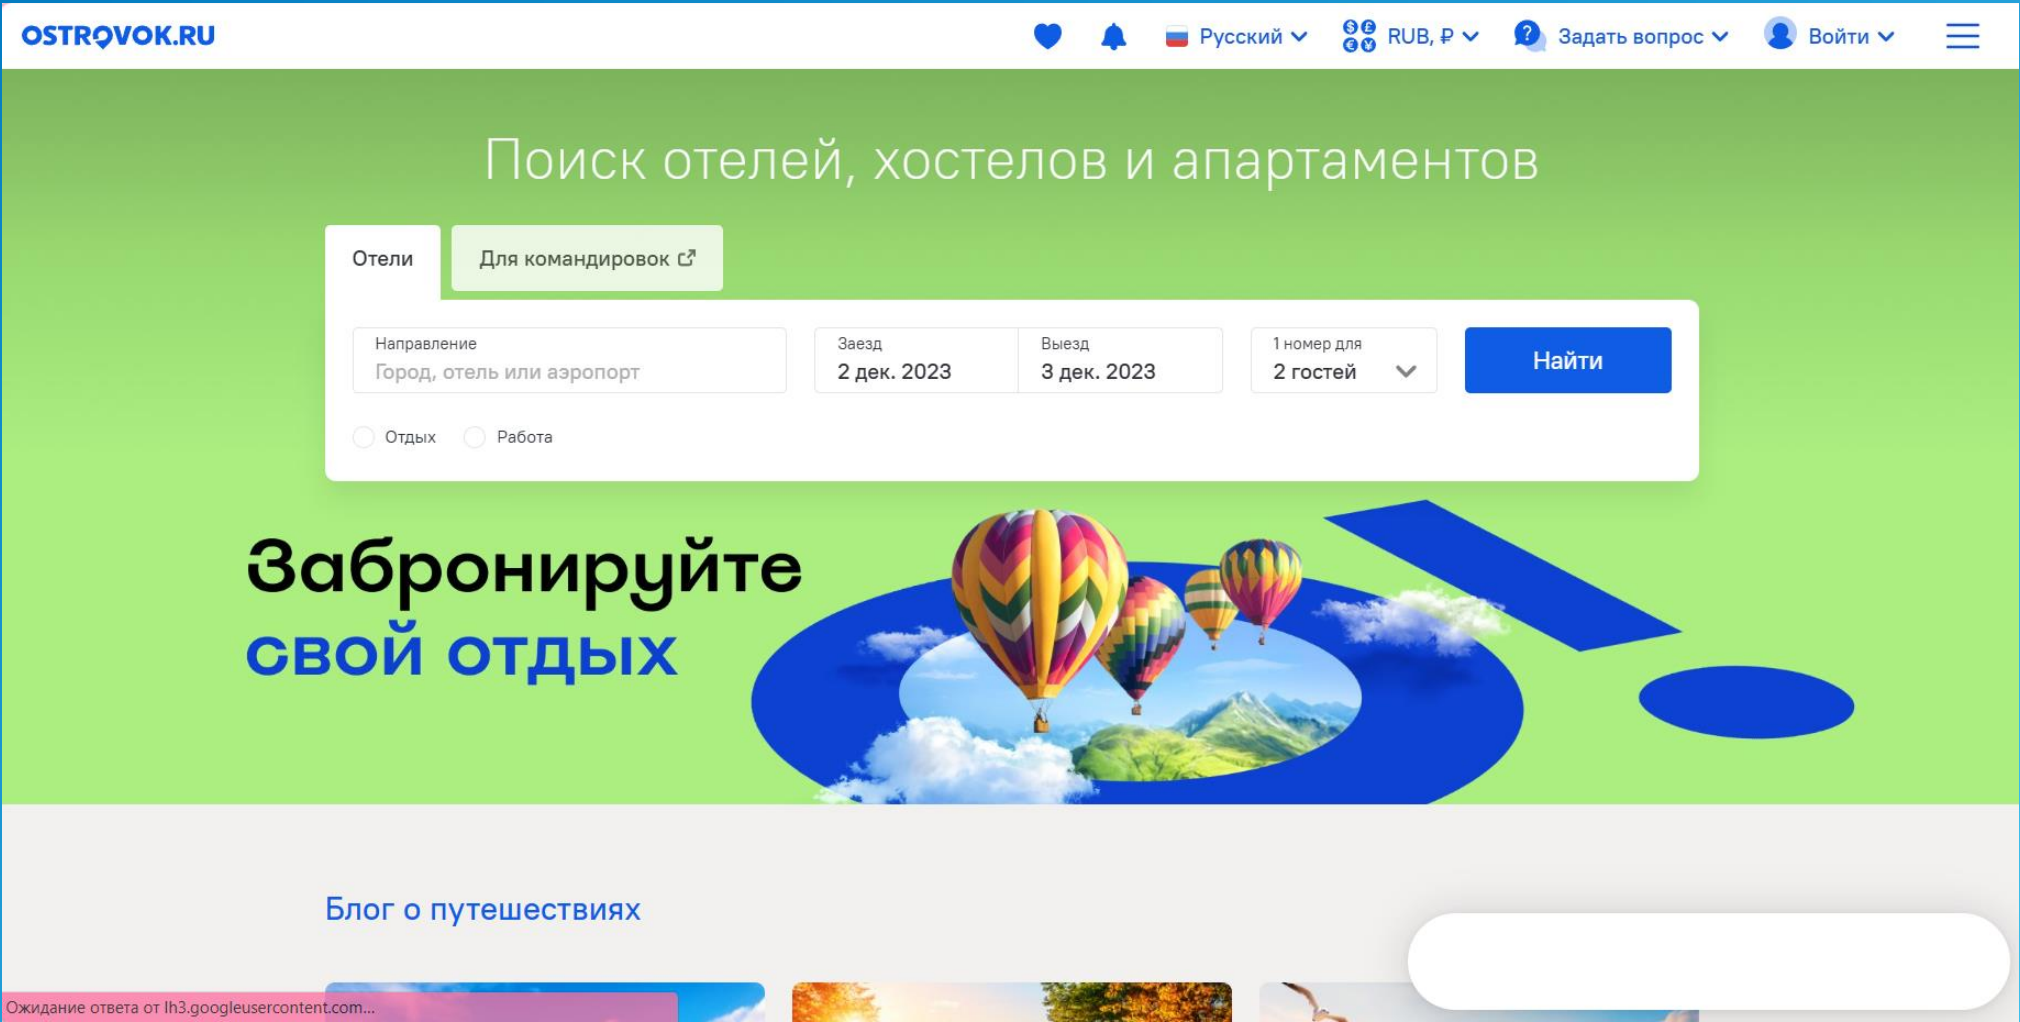 OSTROVOK.RU
Русский
RUB, ₽
Задать вопрос
Войти
Поиск отелей, хостелов и апартаментов
Отели
Для командировок
Направление
Город, отель или аэропорт
Заезд
2 дек. 2023
Выезд
3 дек. 2023
1 номер для
2 гостей
Найти
Отдых
Работа
Забронируйте
свой отдых
Блог о путешествиях
Ожидание ответа от lh3.googleusercontent.com...